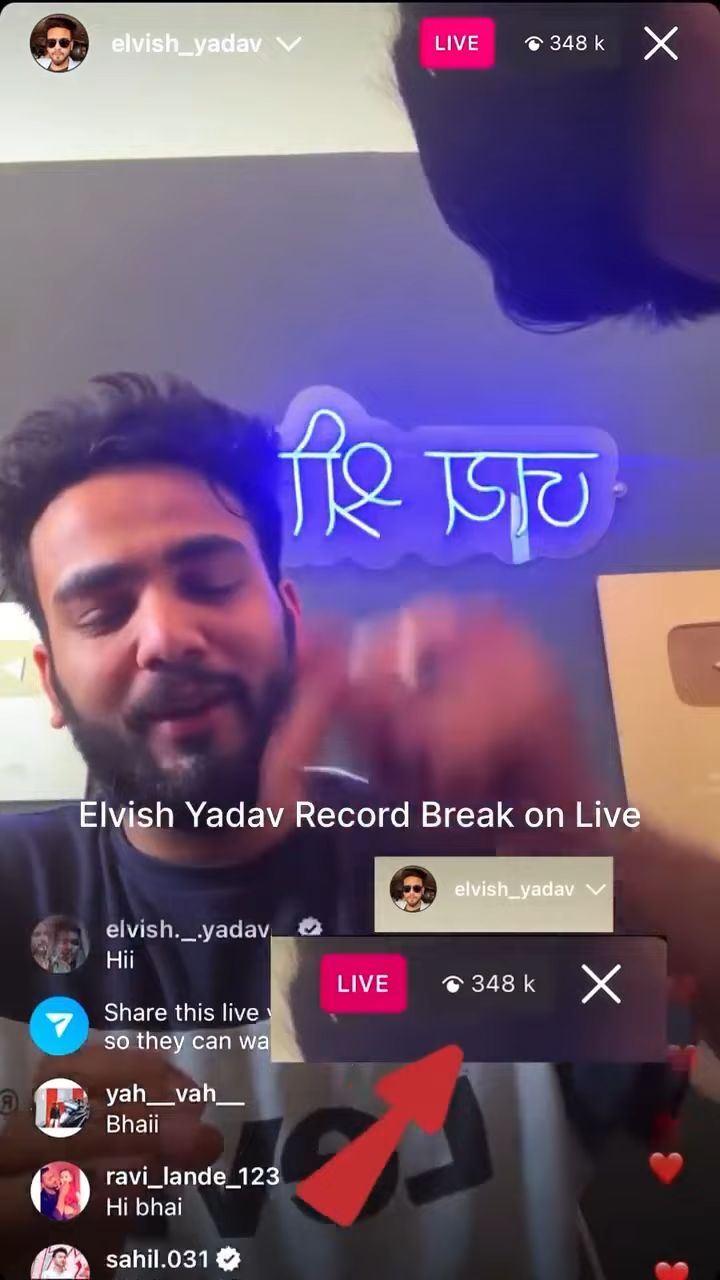 elvish_yadav
LIVE 348 k
Elvish Yadav Record Break on Live
elvish_yadav
elvish._.yadav
Hii
LIVE 348 k
Share this live
so they can wa
yah__vah__
®
Bhaii
ravi_lande_123
Hi bhai
sahil.031